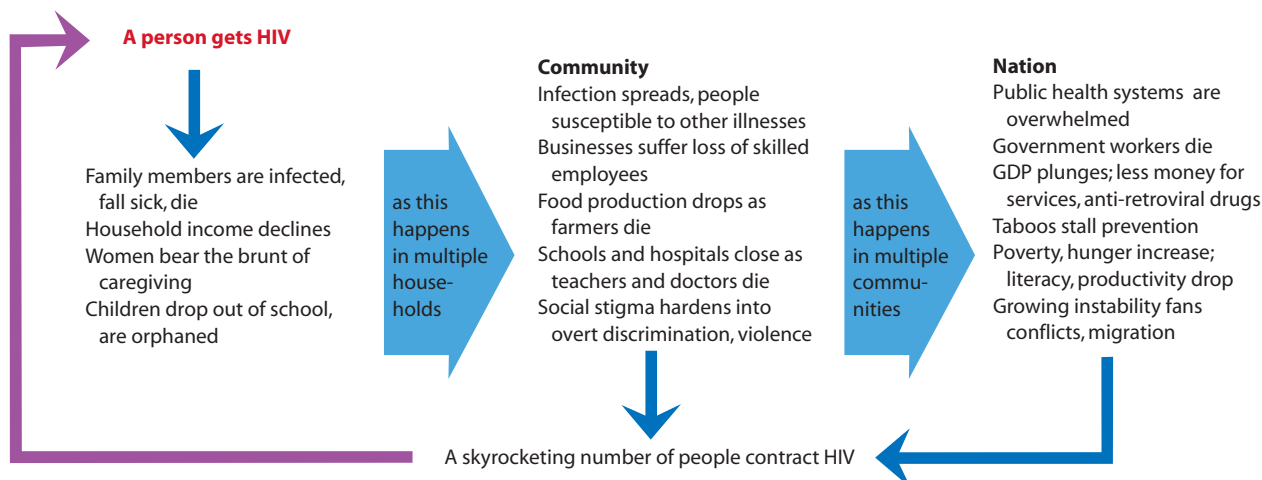 A person gets HIV
Family members are infected,
fall sick, die
Household income declines
Women bear the brunt of
caregiving
Children drop out of school,
are orphaned
as this
happens
in multiple
house-
holds
Community
Infection spreads, people
susceptible to other illnesses
Businesses suffer loss of skilled
employees
Food production drops as
farmers die
Schools and hospitals close as
teachers and doctors die
Social stigma hardens into
overt discrimination, violence
as this
happens
in multiple
commu-
nities
Nation
Public health systems are
overwhelmed
Government workers die
GDP plunges; less money for
services, anti-retroviral drugs
Taboos stall prevention
Poverty, hunger increase;
literacy, productivity drop
Growing instability fans
conflicts, migration
A skyrocketing number of people contract HIV